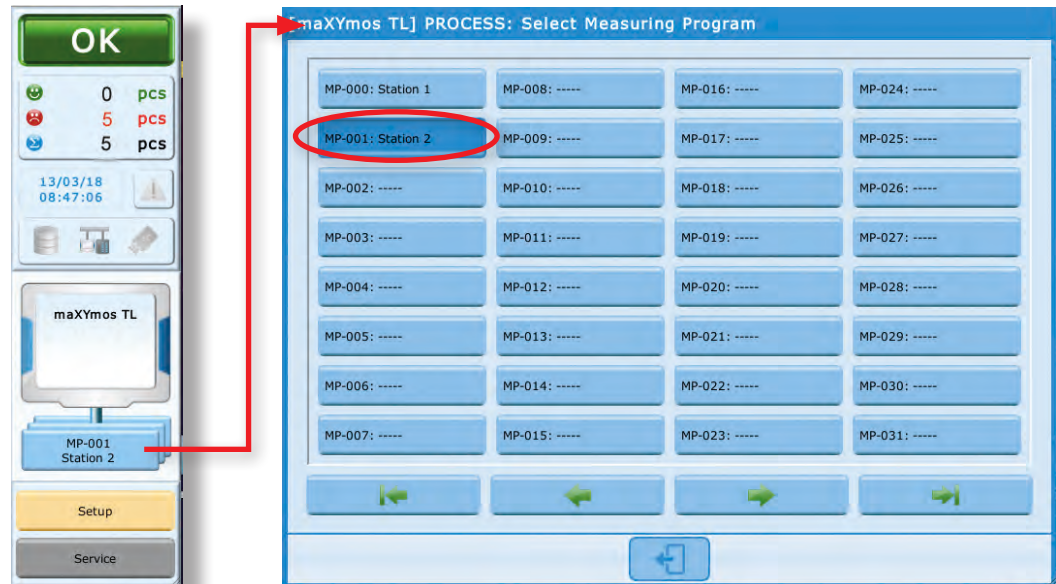 OK
0 pcs
5 pcs
5 pcs
13/03/18
08:47:06
maXYmos TL
MP-001
Station 2
Setup
Service
maXYmos TL] PROCESS: Select Measuring Program
MP-000: Station 1 MP-008: ----- MP-016: ----- MP-024: -----
MP-001: Station 2 MP-009: ----- MP-017: ----- MP-025: -----
MP-002: ----- MP-010: ----- MP-018: ----- MP-026: -----
MP-003: ----- MP-011: ----- MP-019: ----- MP-027: -----
MP-004: ----- MP-012: ----- MP-020: ----- MP-028: -----
MP-005: ----- MP-013: ----- MP-021: ----- MP-029: -----
MP-006: ----- MP-014: ----- MP-022: ----- MP-030: -----
MP-007: ----- MP-015: ----- MP-023: ----- MP-031: -----